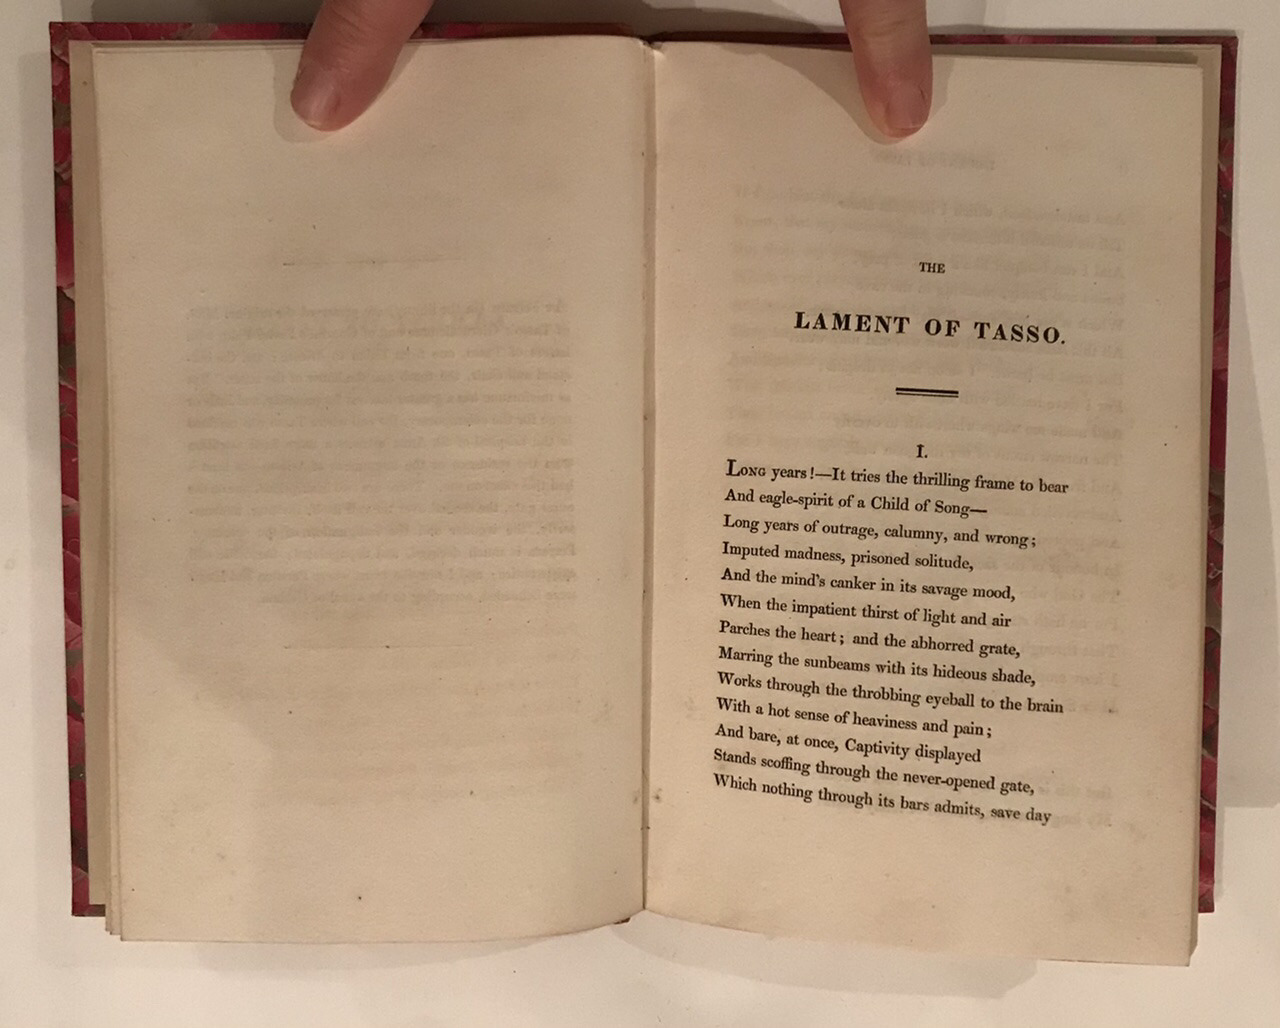 THE
LAMENT OF TASSO.
I.
LONG years!—It tries the thrilling frame to bear
And eagle-spirit of a Child of Song—
Long years of outrage, calumny, and wrong;
Imputed madness, prisoned solitude,
And the mind's canker in its savage mood,
When the impatient thirst of light and air
Parches the heart; and the abhorred grate,
Marring the sunbeams with its hideous shade,
Works through the throbbing eyeball to the brain
With a hot sense of heaviness and pain;
And bare, at once, Captivity displayed
Stands scoffing through the never-opened gate,
Which nothing through its bars admits, save day